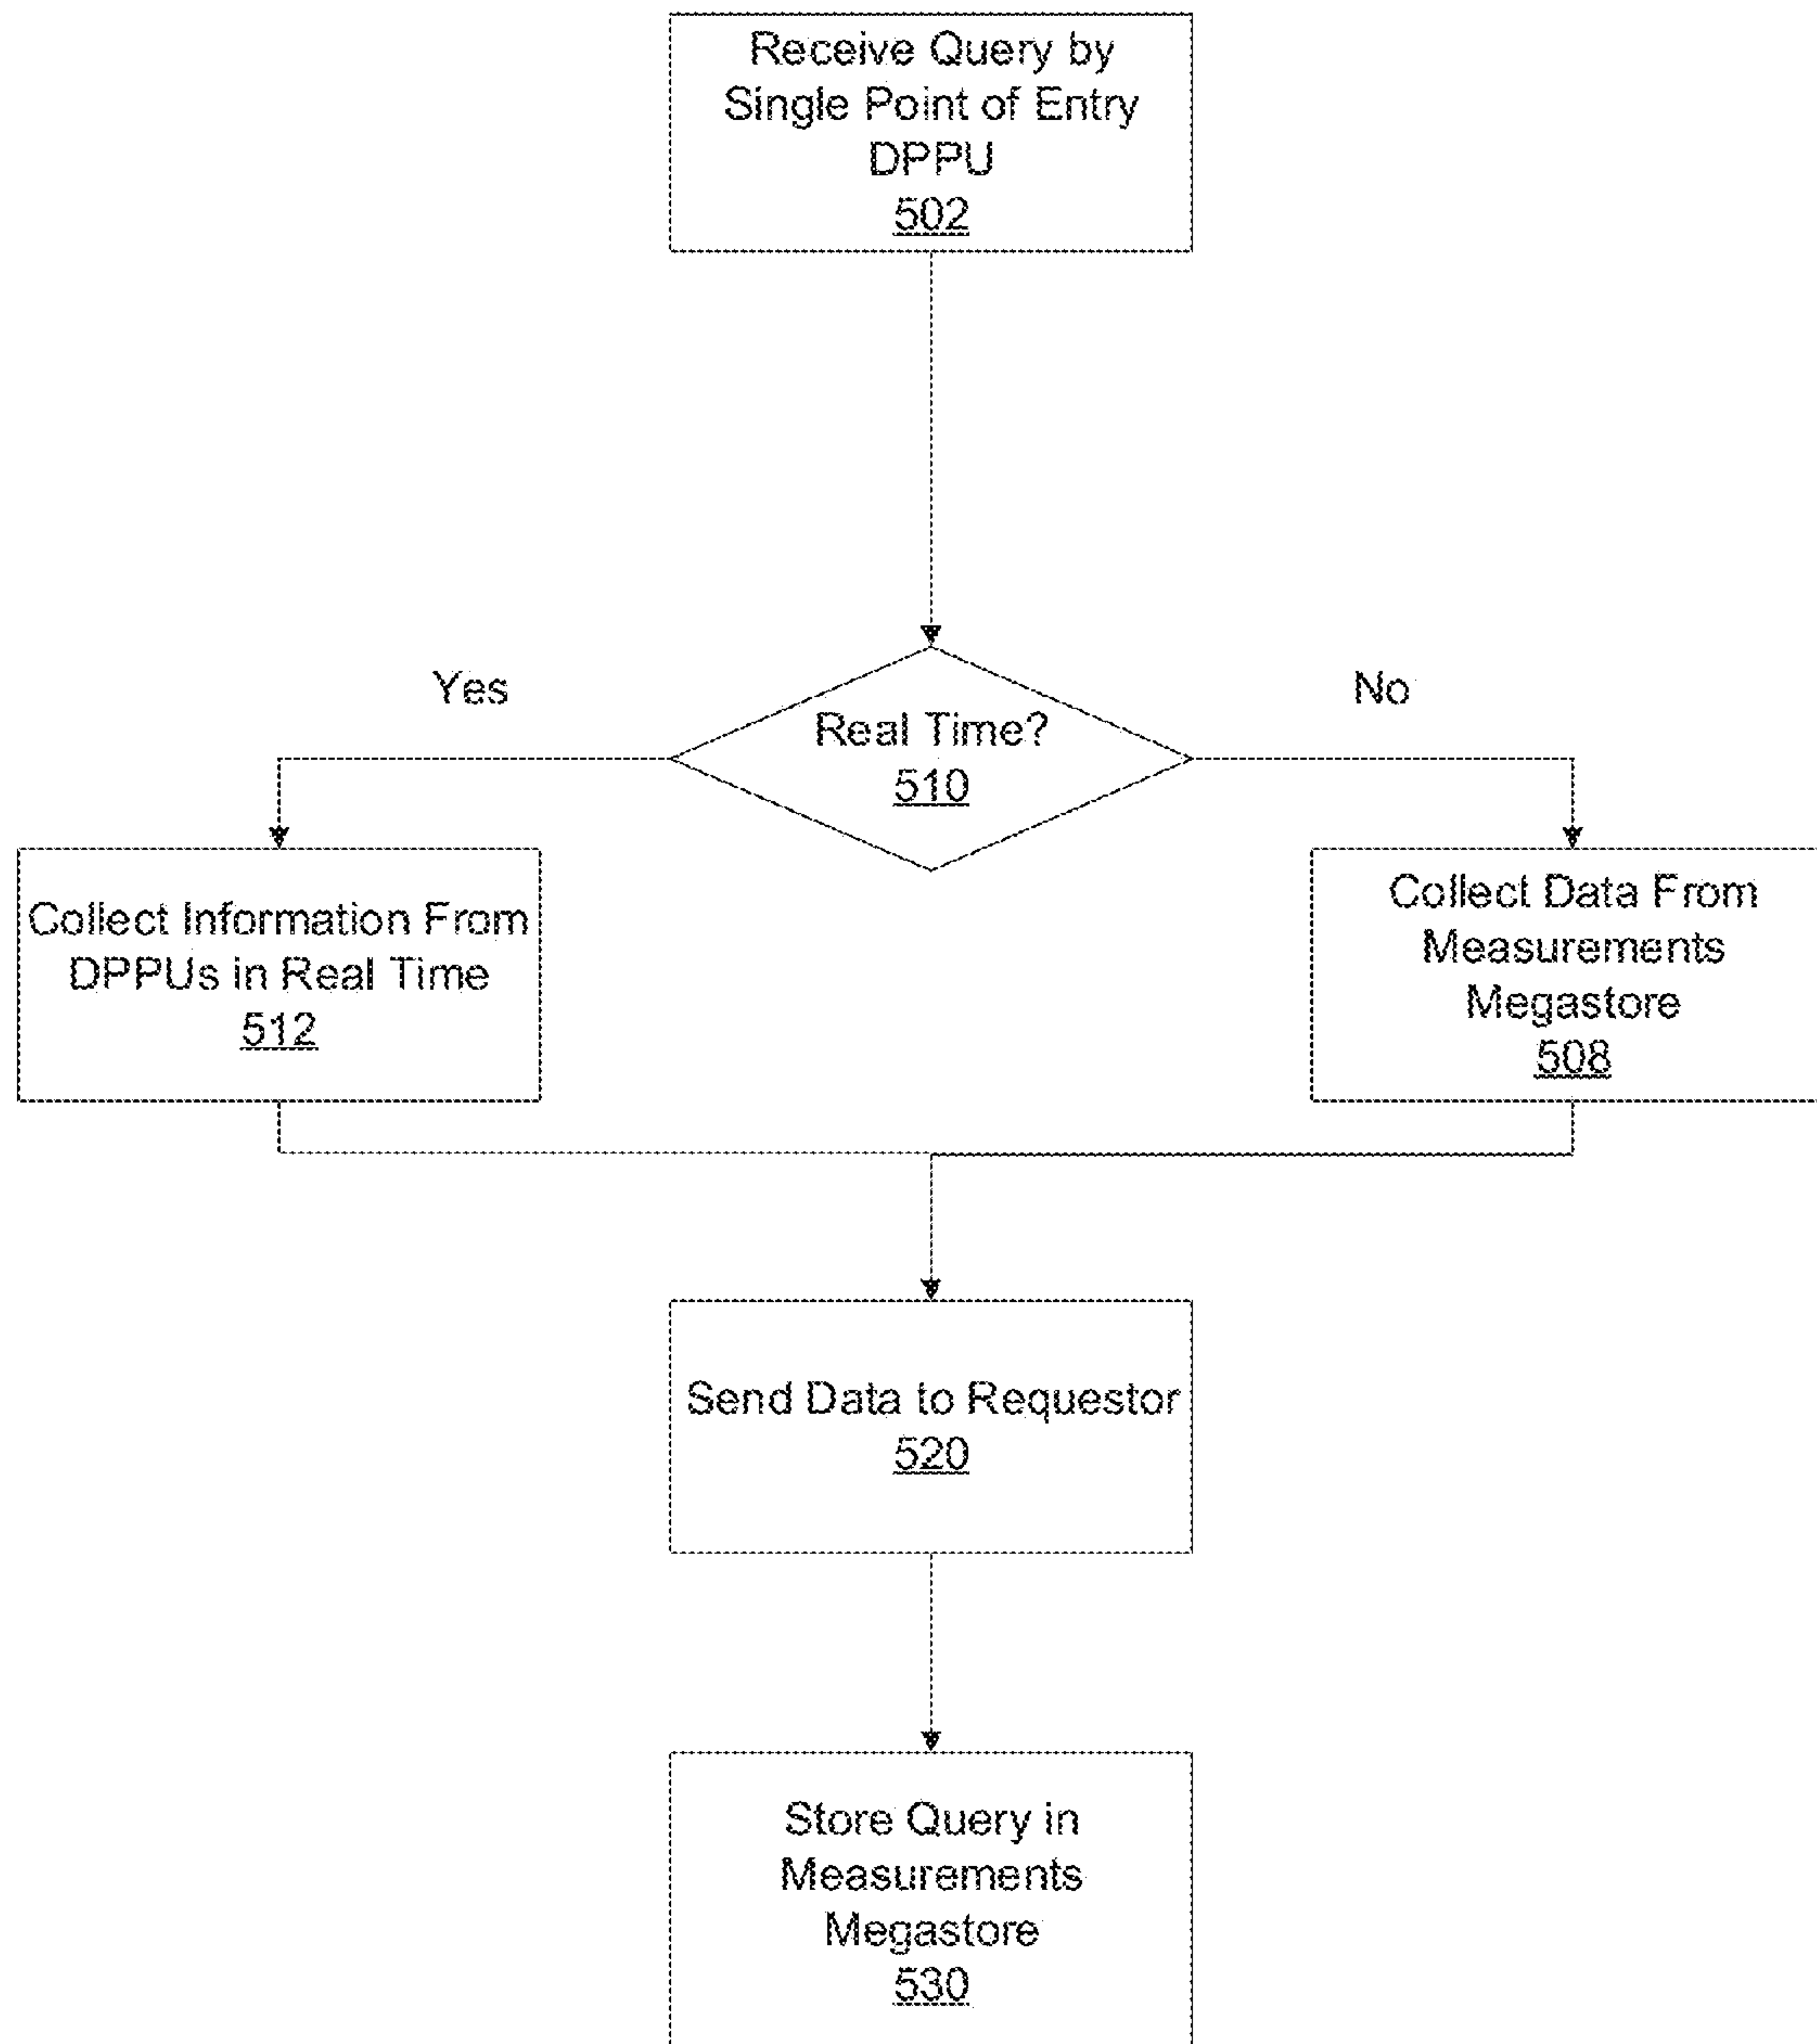 Receive Query by
Single Point of Entry
DPPU
502
Yes
No
Real Time?
510
Collect Information From
DPPUs in Real Time
512
Collect Data From
Measurements
Megastore
508
Send Data to Requestor
520
Store Query in
Measurements
Megastore
530